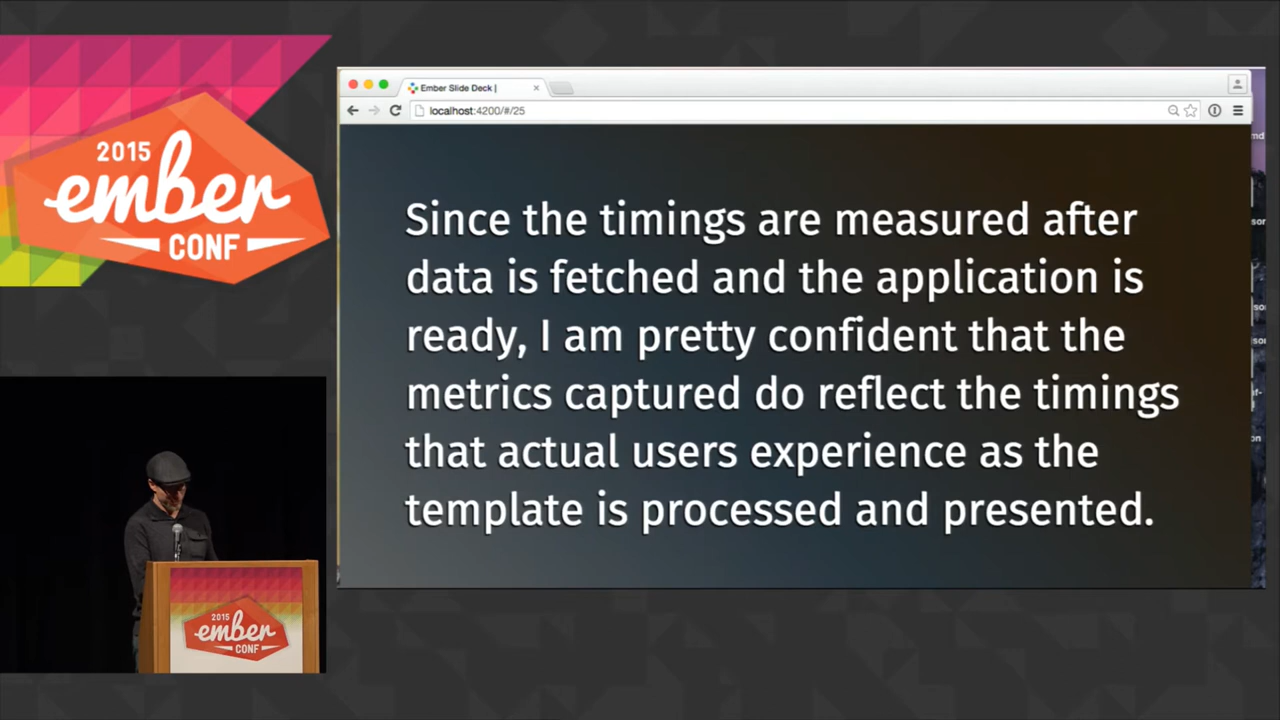 2015
ember
CONF
Ember Slide Deck |
localhost:4200/#/25
Since the timings are measured after
data is fetched and the application is
ready, I am pretty confident that the
metrics captured do reflect the timings
that actual users experience as the
template is processed and presented.
2015
ember
CONF